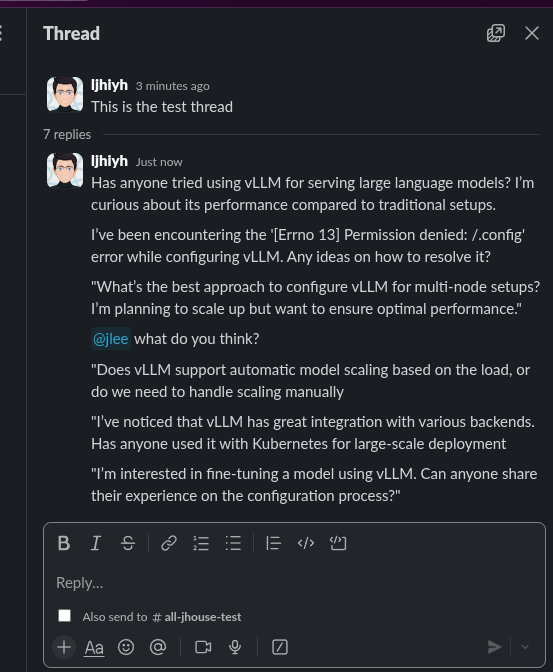 Thread
ljhiyh 3 minutes ago
This is the test thread
7 replies
ljhiyh Just now
Has anyone tried using vLLM for serving large language models? I'm
curious about its performance compared to traditional setups.
I've been encountering the '[Errno 13] Permission denied: /.config'
error while configuring vLLM. Any ideas on how to resolve it?
"What's the best approach to configure vLLM for multi-node setups?
I'm planning to scale up but want to ensure optimal performance."
@jlee what do you think?
"Does vLLM support automatic model scaling based on the load, or
do we need to handle scaling manually
"I've noticed that vLLM has great integration with various backends.
Has anyone used it with Kubernetes for large-scale deployment
"I'm interested in fine-tuning a model using vLLM. Can anyone share
their experience on the configuration process?"
B I S
Reply...
Also send to # all-jhouse-test
Aa